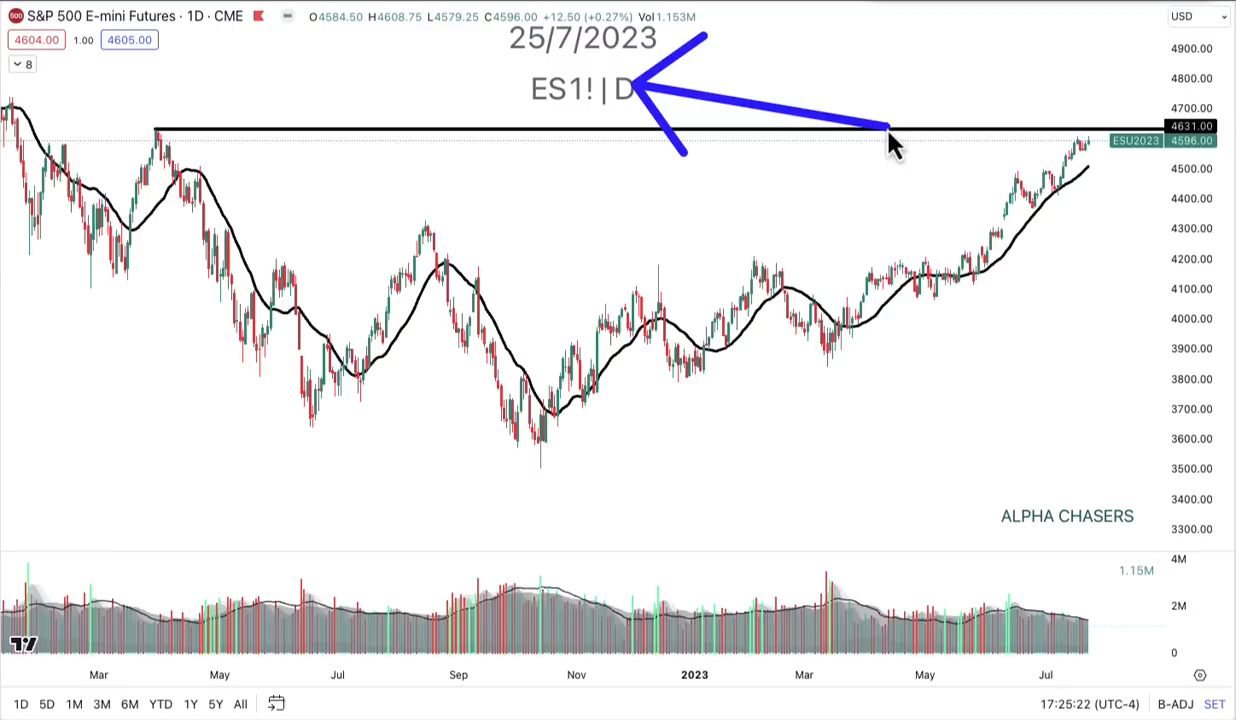 S&P 500 E-mini Futures · 1D · CME O4584.50 H4608.75 L4579.25 C4596.00 +12.50 (+0.27%) Vol1.153M USD
4604.00 1.00 4605.00
8
25/7/2023
ES1! | D
4900.00
4800.00
4700.00
4631.00
ESU2023 4596.00
4500.00
4400.00
4300.00
4200.00
4100.00
4000.00
3900.00
3800.00
3700.00
3600.00
3500.00
3400.00
3300.00
ALPHA CHASERS
4M
1.15M
2M
0
Mar May Jul Sep Nov 2023 Mar May Jul
1D 5D 1M 3M 6M YTD 1Y 5Y All 17:25:22 (UTC-4) B-ADJ SET